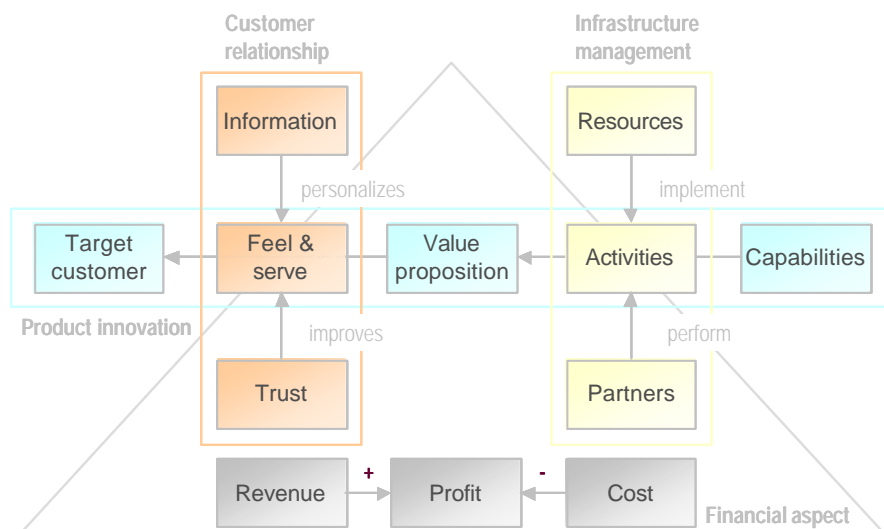 Customer
relationship
Infrastructure
management
Information
Resources
personalizes
implement
Target
customer
Feel &
serve
Value
proposition
Activities
Capabilities
Product innovation
improves
perform
Trust
Partners
+
-
Revenue
Profit
Cost
Financial aspect